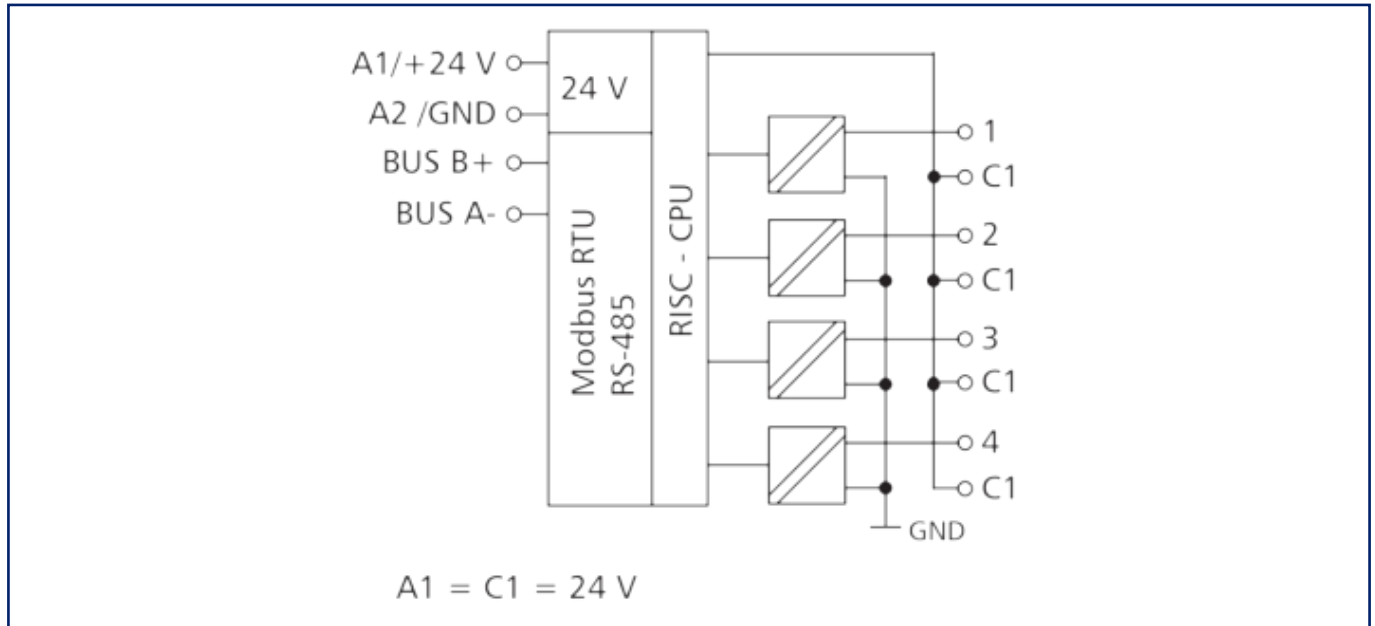 A1/+24 V
24 V
A2 /GND
BUS B+
BUS A-
Modbus RTU
RS-485
RISC - CPU
1
C1
2
C1
3
C1
4
C1
GND
A1 = C1 = 24 V